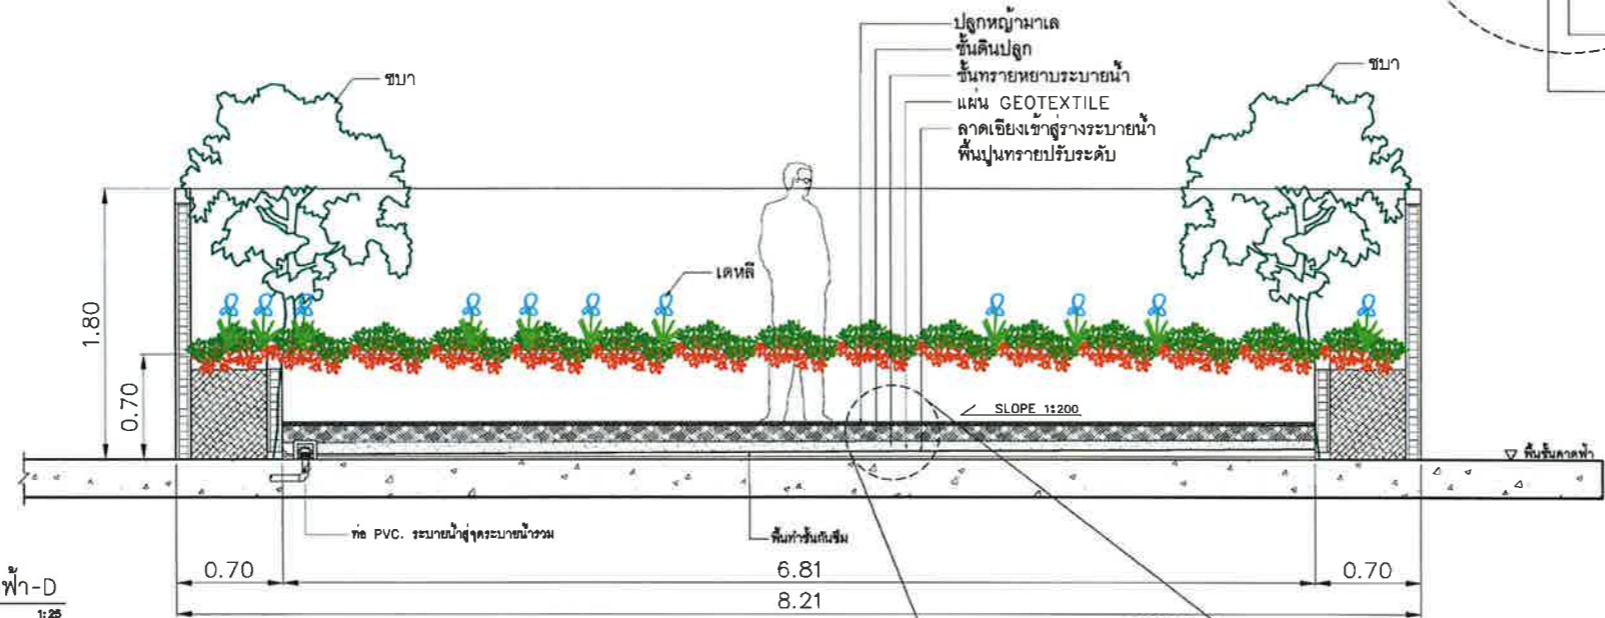 ปลูกหญ้ามาเล
ชั้นดินปลูก
ชั้นทรายหยาบระบายน้ำ
แผ่น GEOTEXTILE
ลาดเอียงเข้าสู่รางระบายน้ำ
พื้นปูนทรายปรับระดับ
ชบา
ชบา
เดหลี
1.80
0.70
SLOPE 1:200
พื้นชั้นดาดฟ้า
ท่อ PVC. ระบายน้ำสู่จุดระบายน้ำรวม
พื้นทำชั้นกันซึม
0.70
6.81
0.70
8.21
ฟ้า-D
1:25